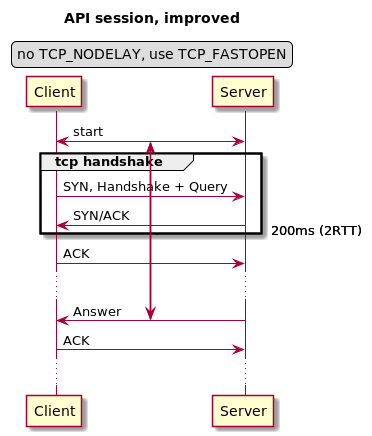 API session, improved
no TCP_NODELAY, use TCP_FASTOPEN
Client
Server
start
tcp handshake
SYN, Handshake + Query
SYN/ACK
200ms (2RTT)
ACK
Answer
ACK
Client
Server